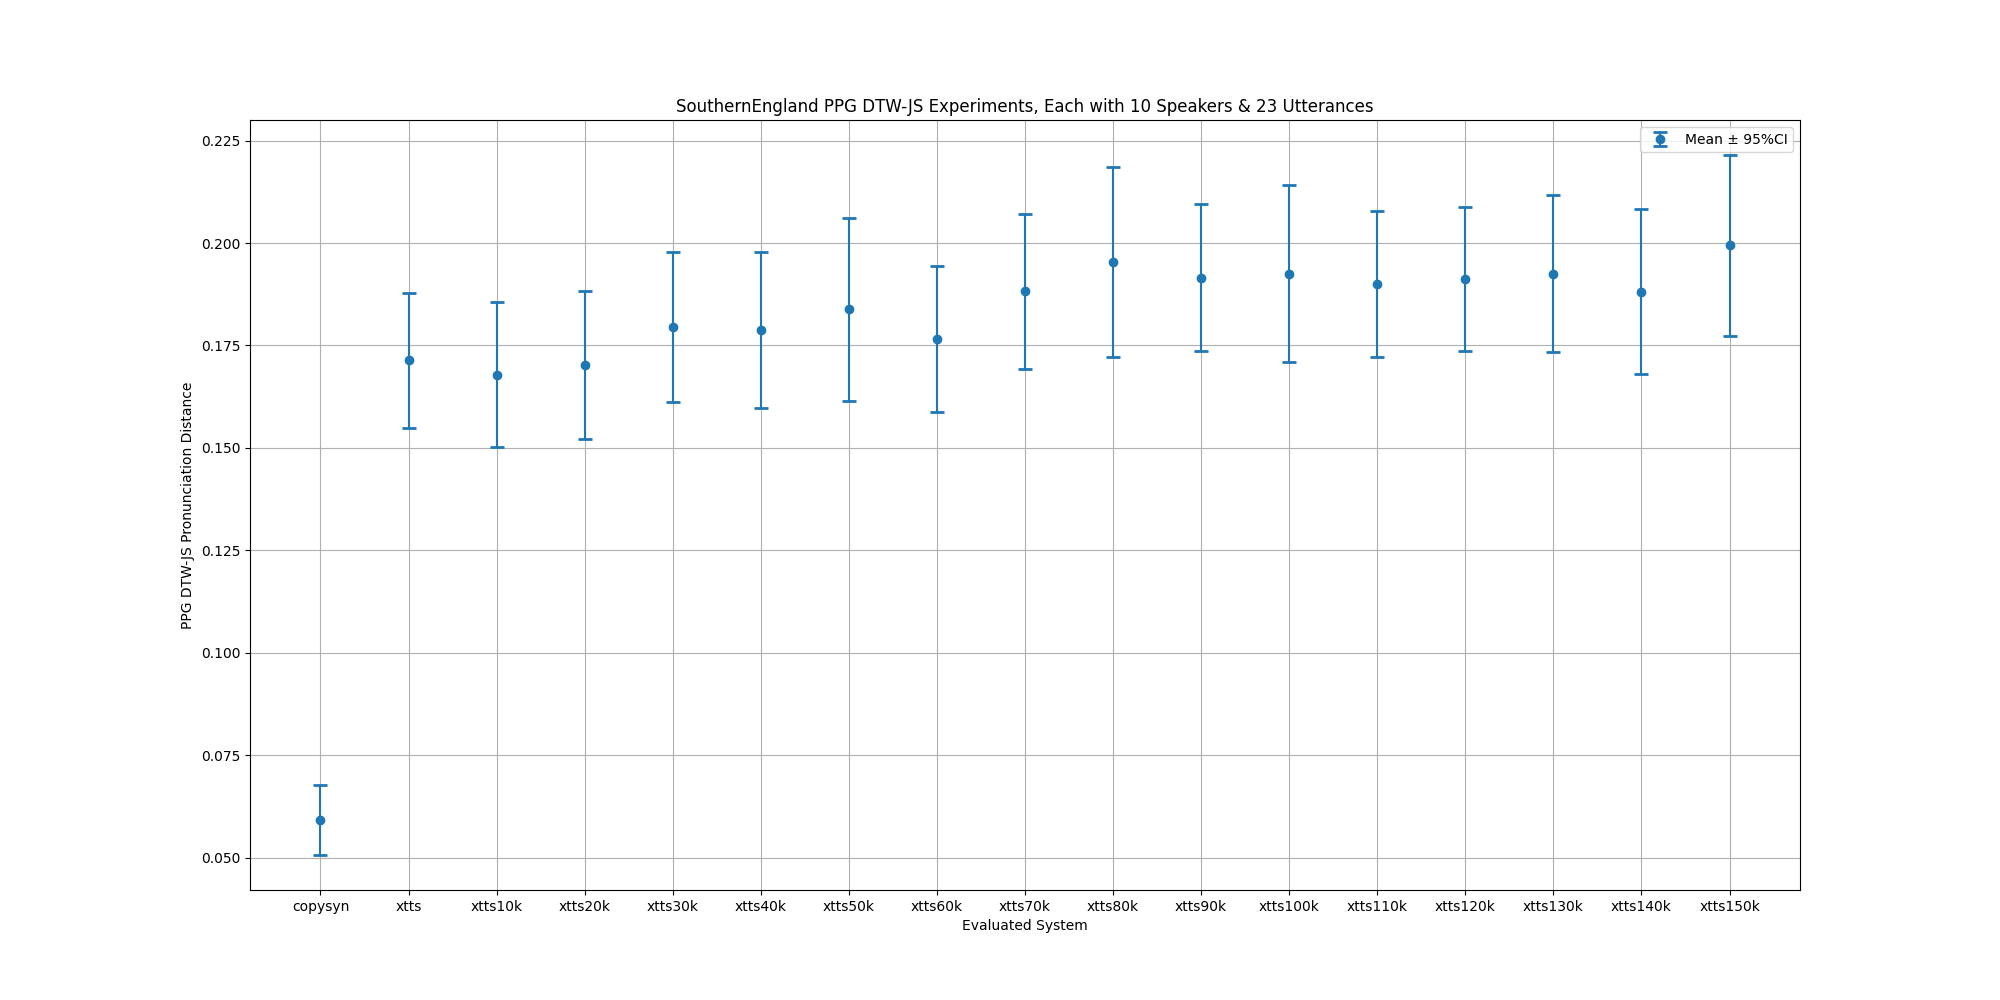 SouthernEngland PPG DTW-JS Experiments, Each with 10 Speakers & 23 Utterances
Mean ± 95%CI
0.225
0.200
0.175
0.150
0.125
0.100
0.075
0.050
PPG DTW-JS Pronunciation Distance
copysyn xtts xtts10k xtts20k xtts30k xtts40k xtts50k xtts60k xtts70k xtts80k xtts90k xtts100k xtts110k xtts120k xtts130k xtts140k xtts150k
Evaluated System